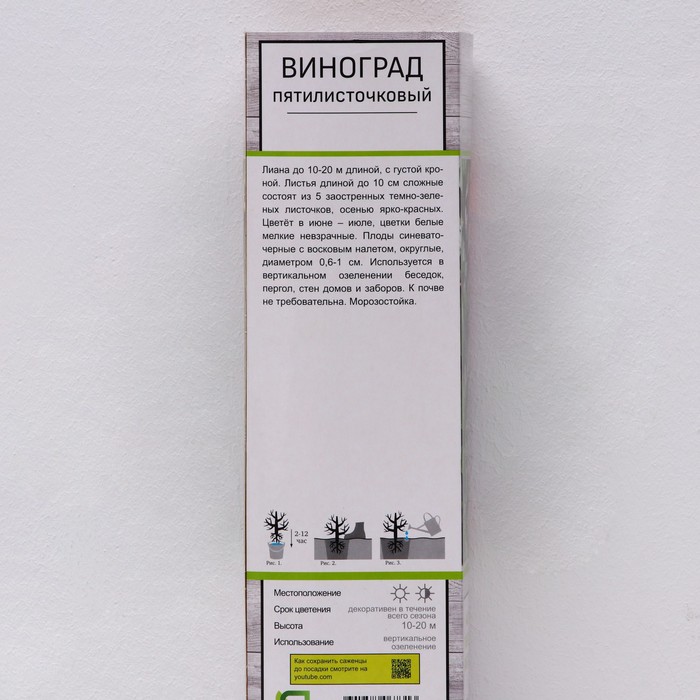 ВИНОГРАД
ПЯТИЛИСТОЧКОВЫЙ
Лиана до 10-20 м длиной, с густой кро-
ной. Листья длиной до 10 см сложные
состоят из 5 заостренных темно-зеле-
ных листочков, осенью ярко-красных.
Цветёт в июне – июле, цветки белые
мелкие невзрачные. Плоды синевато-
черные с восковым налетом, округлые,
диаметром 0,6-1 см. Используется в
вертикальном озеленении беседок,
пергол, стен домов и заборов. К почве
не требовательна. Морозостойка.
2-12
час
Рис. 1. Рис. 2. Рис. 3.
Местоположение
Срок цветения декоративен в течение
всего сезона
Высота 10-20 м
Использование вертикальное
озеленение
Как сохранить саженцы
до посадки смотрите на
youtube.com